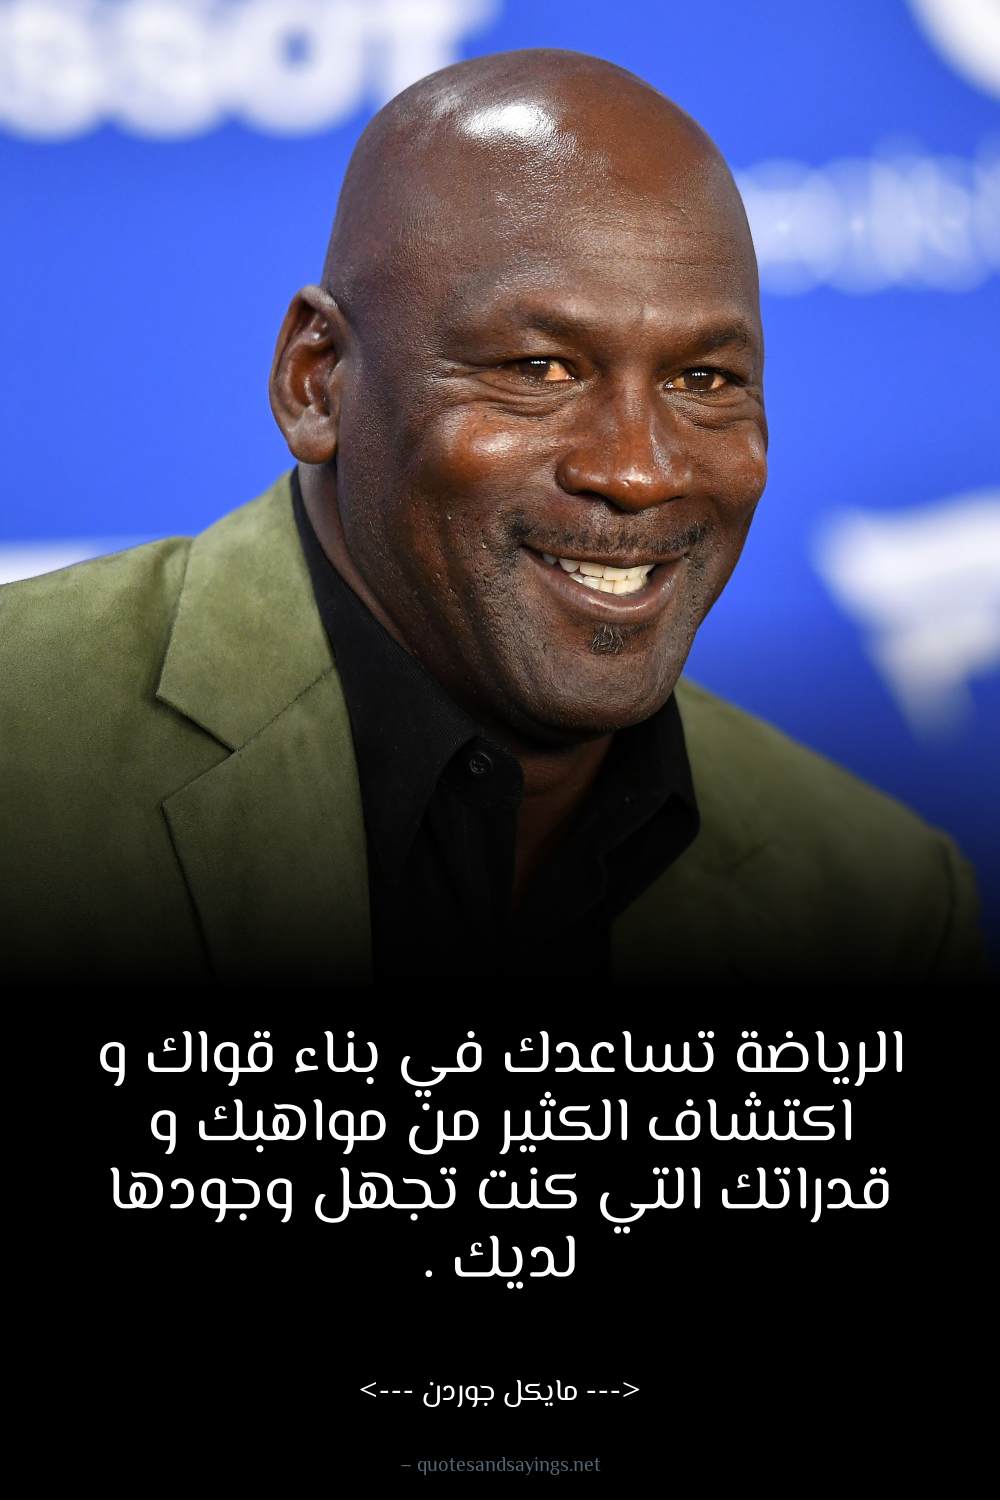 الرياضة تساعدك في بناء قواك و
اكتشاف الكثير من مواهبك و
قدراتك التي كنت تجهل وجودها
لديك .
<--- مايكل جوردن --->
– quotesandsayings.net